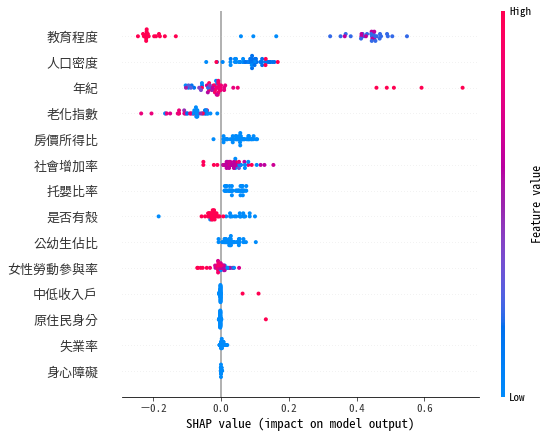 High
教育程度
人口密度
年紀
老化指數
房價所得比
社會增加率
托嬰比率
是否有殼
公幼生佔比
女性勞動參與率
中低收入戶
原住民身分
失業率
身心障礙
Feature value
Low
−0.2 0.0 0.2 0.4 0.6
SHAP value (impact on model output)